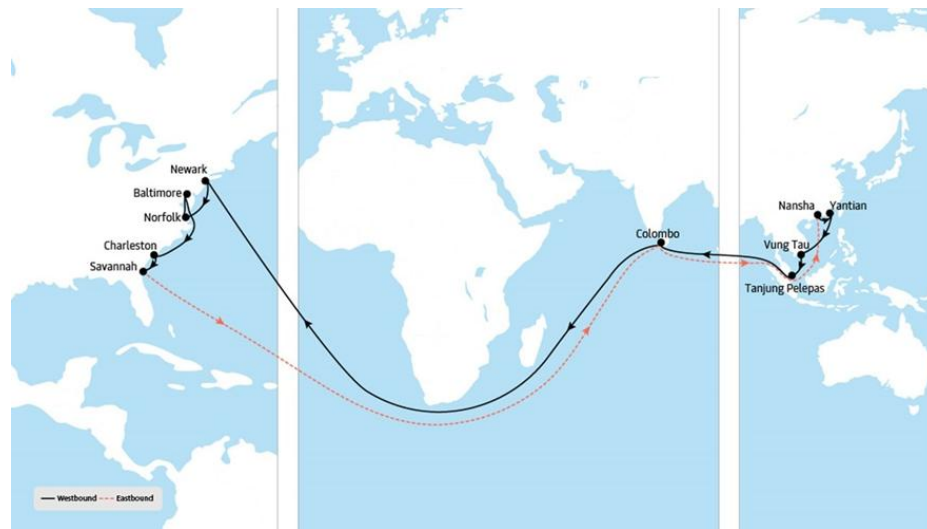 Newark
Baltimore
Norfolk
Charleston
Savannah
Colombo
Nansha
Yantian
Vung Tau
Tanjung Pelepas
Westbound
Eastbound